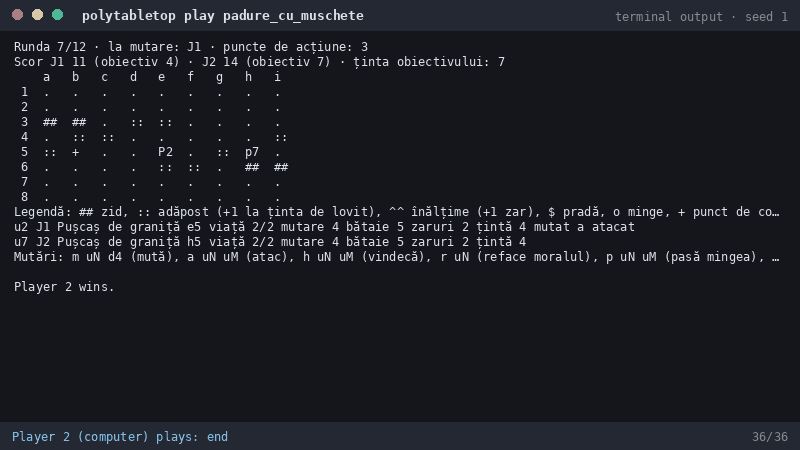 polytabletop play padure_cu_muschete
terminal output · seed 1
Runda 7/12 · la mutare: J1 · puncte de acțiune: 3
Scor J1 11 (obiectiv 4) · J2 14 (obiectiv 7) · ținta obiectivului: 7
a b c d e f g h i
1 . . . . . . . . .
2 . . . . . . . . .
3 ## ## . :: :: . . . .
4 . :: :: . . . . . ::
5 :: + . . P2 . :: p7 .
6 . . . . :: :: . ## ##
7 . . . . . . . . .
8 . . . . . . . . .
Legendă: ## zid, :: adăpost (+1 la ținta de lovit), ^^ înălțime (+1 zar), $ pradă, o minge, + punct de co…
u2 J1 Pușcaș de graniță e5 viață 2/2 mutare 4 bătaie 5 zaruri 2 țintă 4 mutat a atacat
u7 J2 Pușcaș de graniță h5 viață 2/2 mutare 4 bătaie 5 zaruri 2 țintă 4
Mutări: m uN d4 (mută), a uN uM (atac), h uN uM (vindecă), r uN (reface moralul), p uN uM (pasă mingea), …
Player 2 wins.
Player 2 (computer) plays: end
36/36